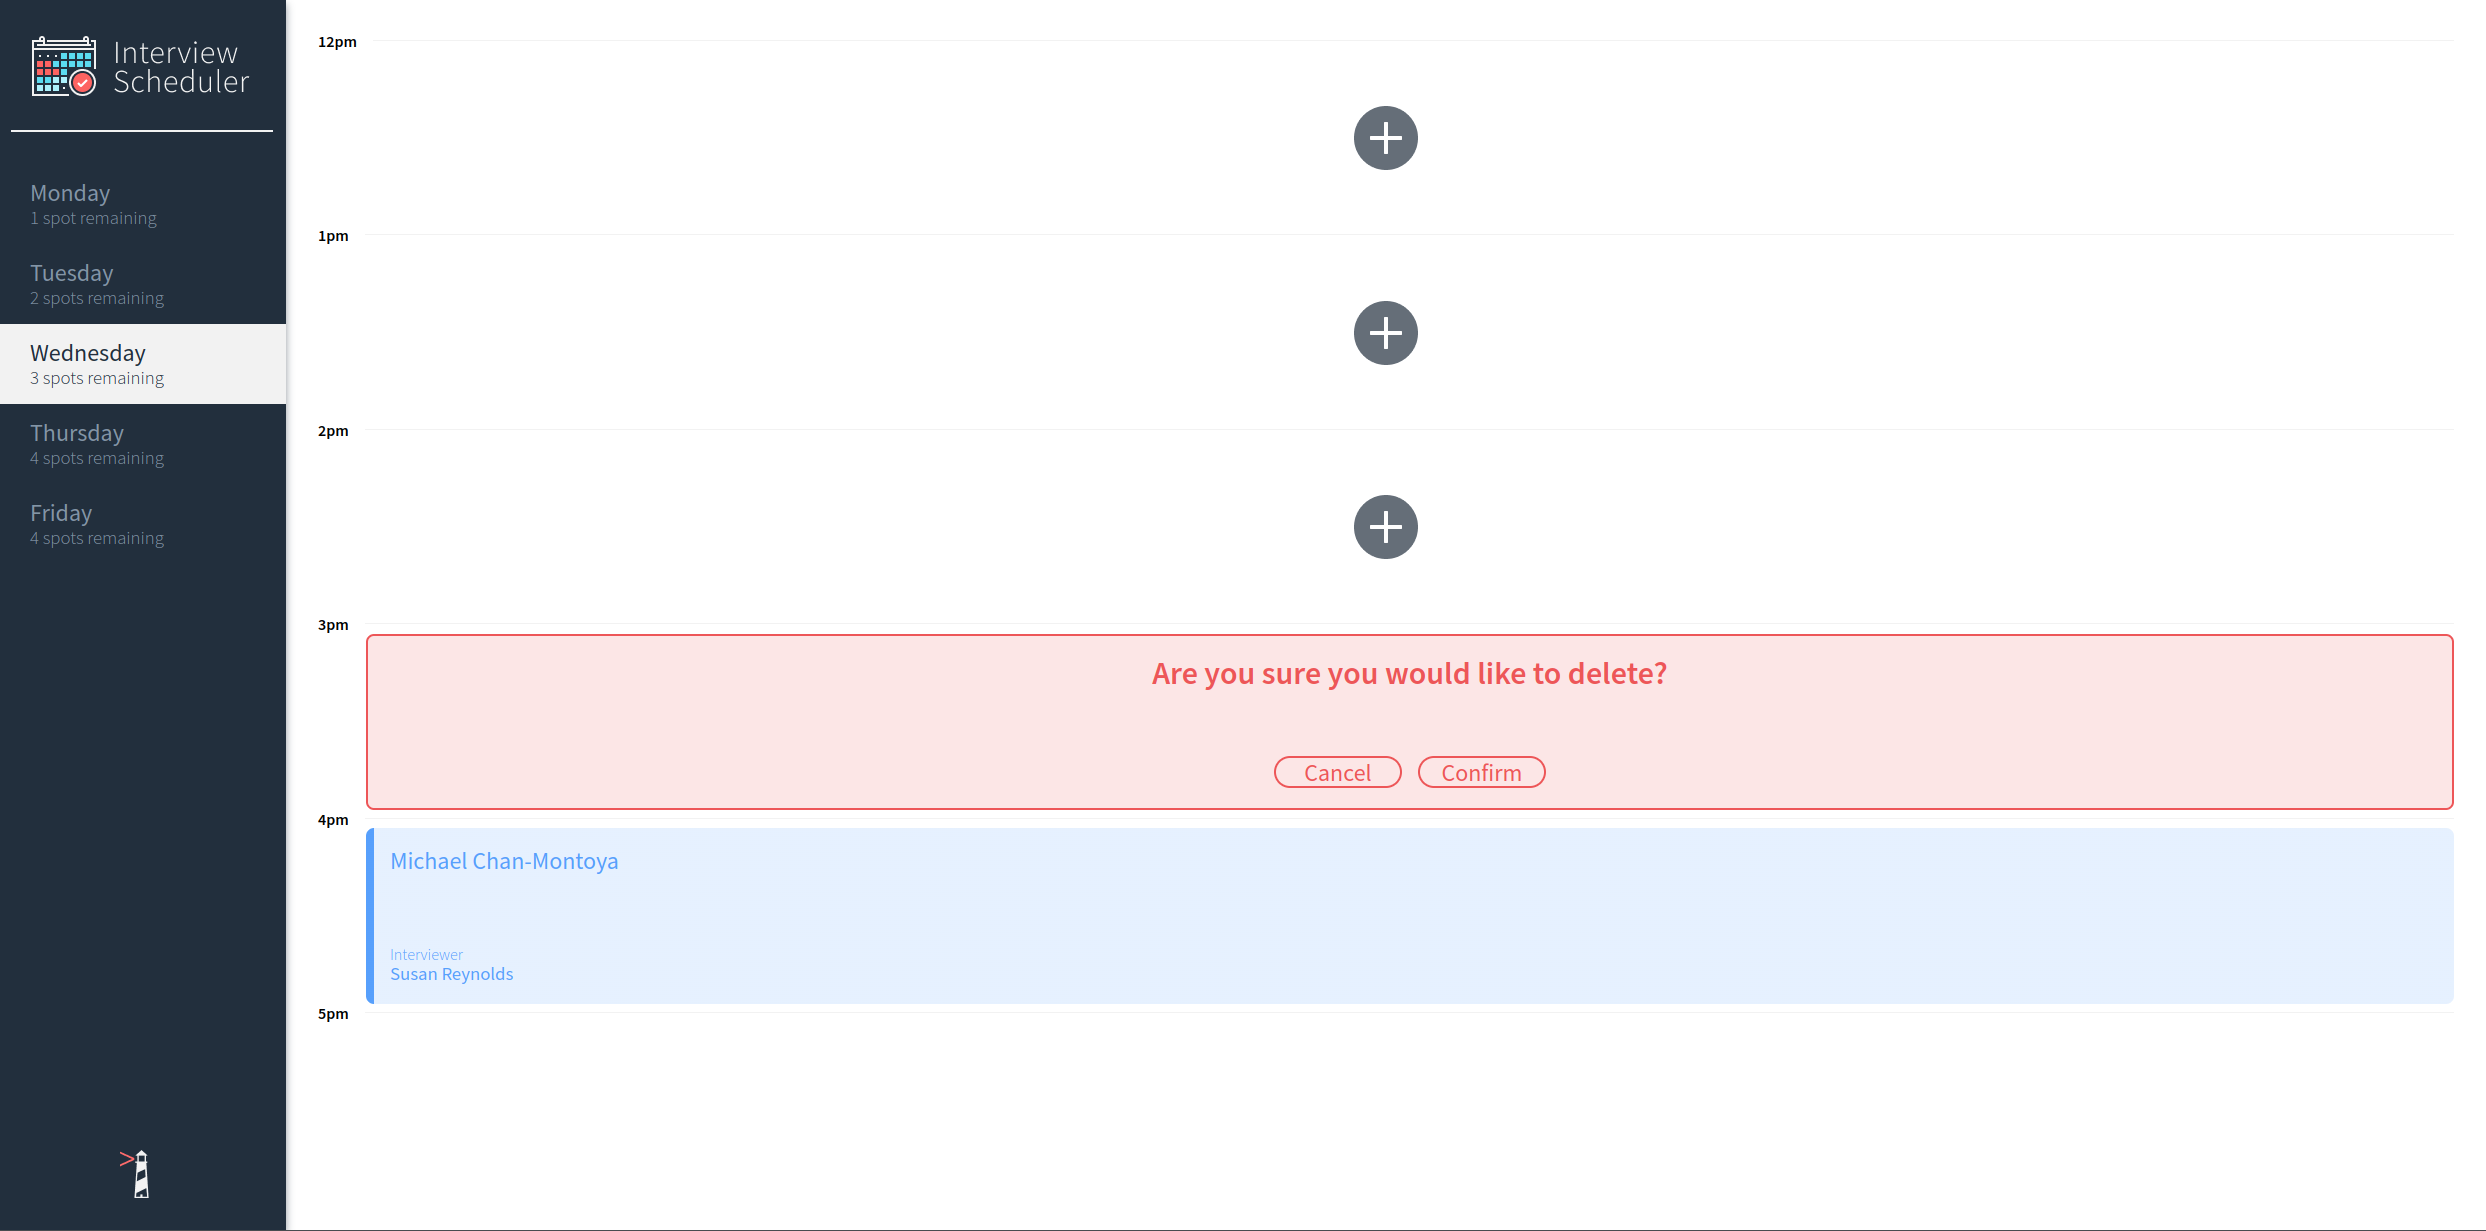 Interview
Scheduler
Monday
1 spot remaining
Tuesday
2 spots remaining
Wednesday
3 spots remaining
Thursday
4 spots remaining
Friday
4 spots remaining
12pm
1pm
2pm
3pm
Are you sure you would like to delete?
Cancel Confirm
4pm
Michael Chan-Montoya
Interviewer
Susan Reynolds
5pm